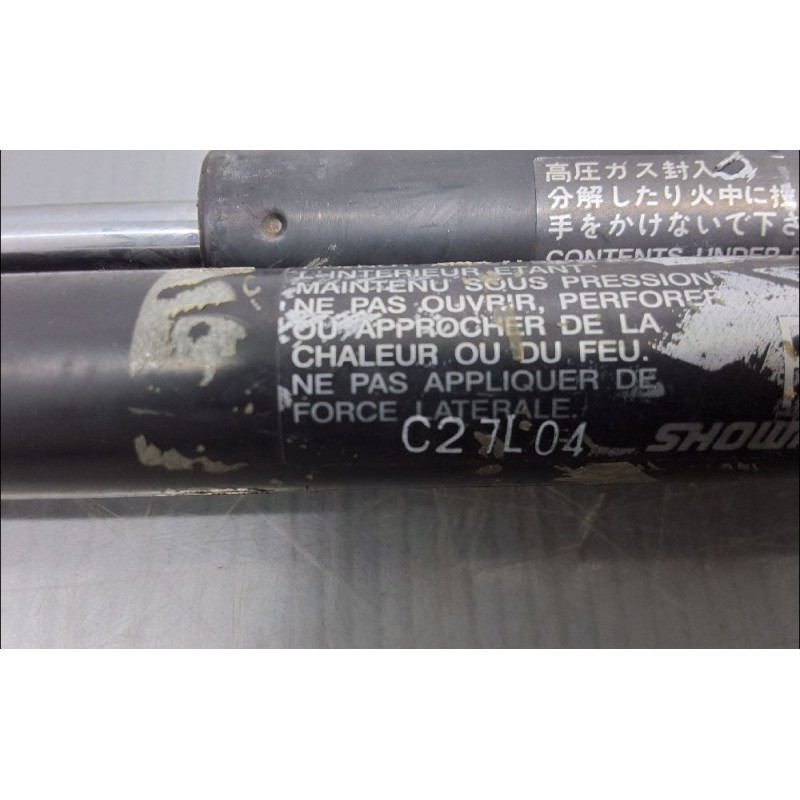 高圧ガス封入
分解したり火中に投
手をかけないで下さ
CONTENTS UNDER
L'INTERIEUR ETANT
MAINTENU SOUS PRESSION
NE PAS OUVRIR, PERFORER
OU APPROCHER DE LA
CHALEUR OU DU FEU.
NE PAS APPLIQUER DE
FORCE LATERALE.
C27L04
SHOW